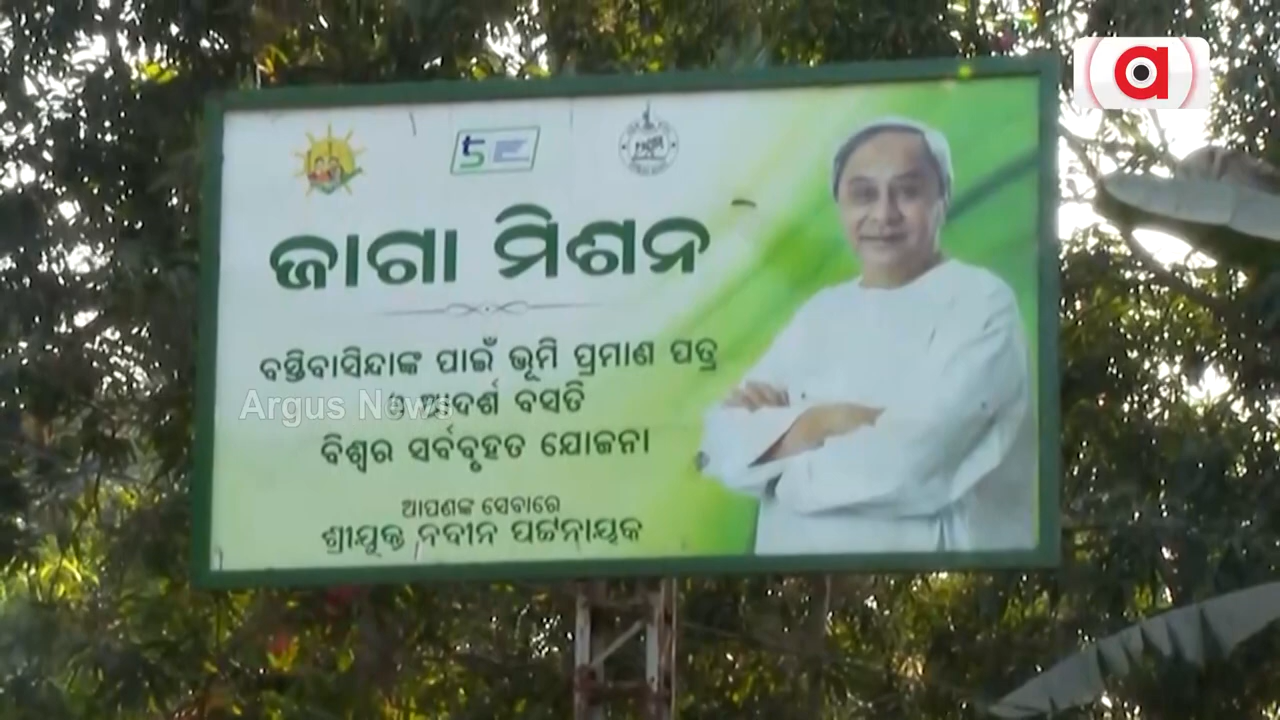 ଜାଗା ମିଶନ
ବସ୍ତିବାସିନ୍ଦାଙ୍କ ପାଇଁ ଭୂମି ପ୍ରମାଣ ପତ୍ର
ଆଦର୍ଶ ବସତି
ବିଶ୍ୱର ସର୍ବବୃହତ ଯୋଜନା
ଆପଣଙ୍କ ସେବାରେ
ଶ୍ରୀଯୁକ୍ତ ନବୀନ ପଟ୍ଟନାୟକ
Argus News